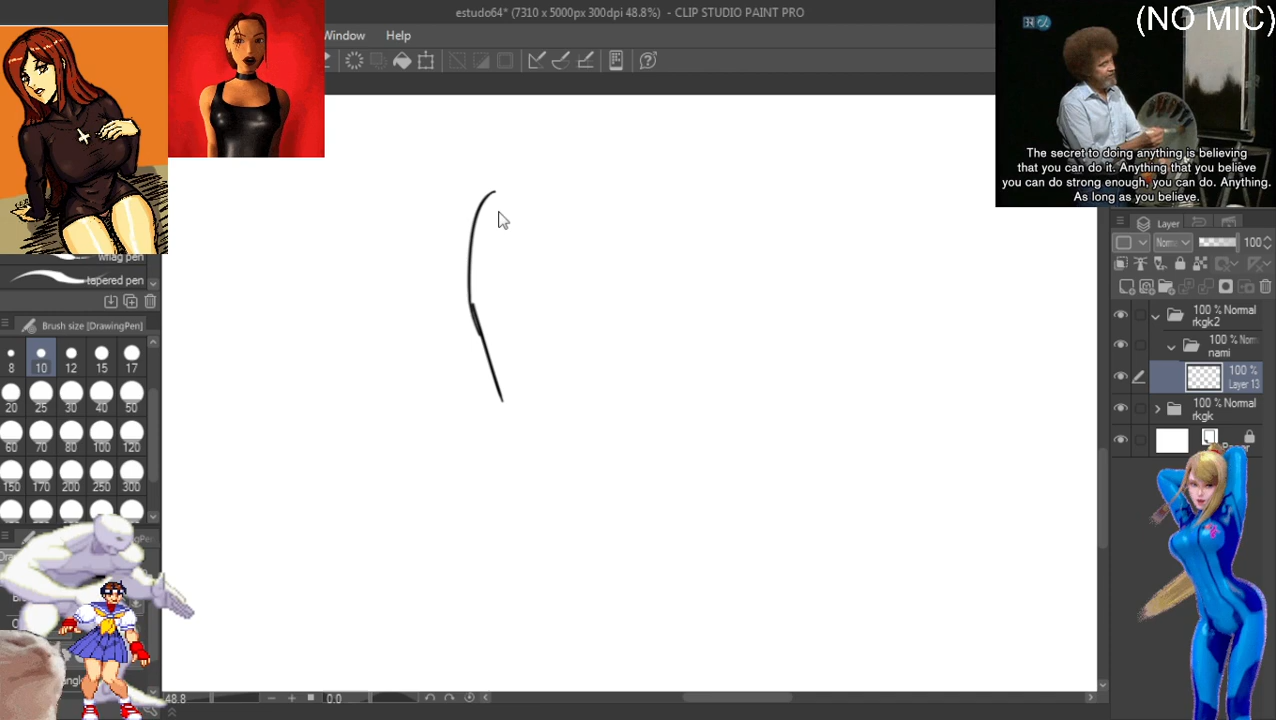 estudo64* (7310 x 5000px 300dpi 48.8%) - CLIP STUDIO PAINT PRO
(NO MIC)
Window Help
The secret to doing anything is believing
that you can do it. Anything that you believe
you can do strong enough, you can do. Anything.
As long as you believe.
Layer
100
tapered pen
Brush size [DrawingPen]
8 10 12 15 17
20 25 30 40 50
60 70 80 100 120
150 170 200 250 300
100 % Normal
rkgk2
100 % Norm
nami
100 %
Layer 13
100 % Normal
rkgk
48.8
0.0